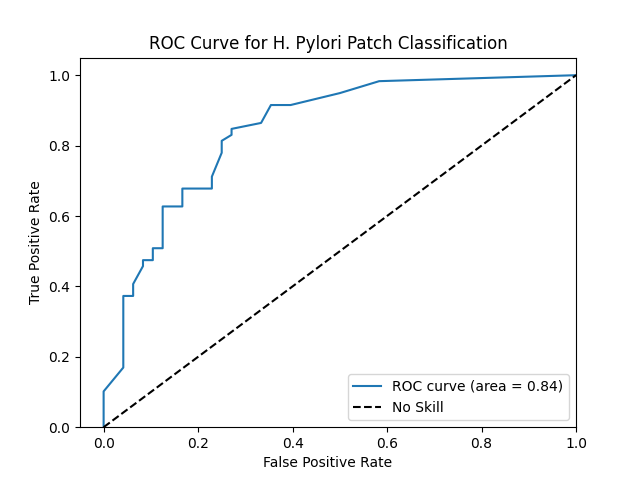 ROC Curve for H. Pylori Patch Classification
True Positive Rate
1.0
0.8
0.6
0.4
0.2
0.0
0.0 0.2 0.4 0.6 0.8 1.0
False Positive Rate
ROC curve (area = 0.84)
No Skill